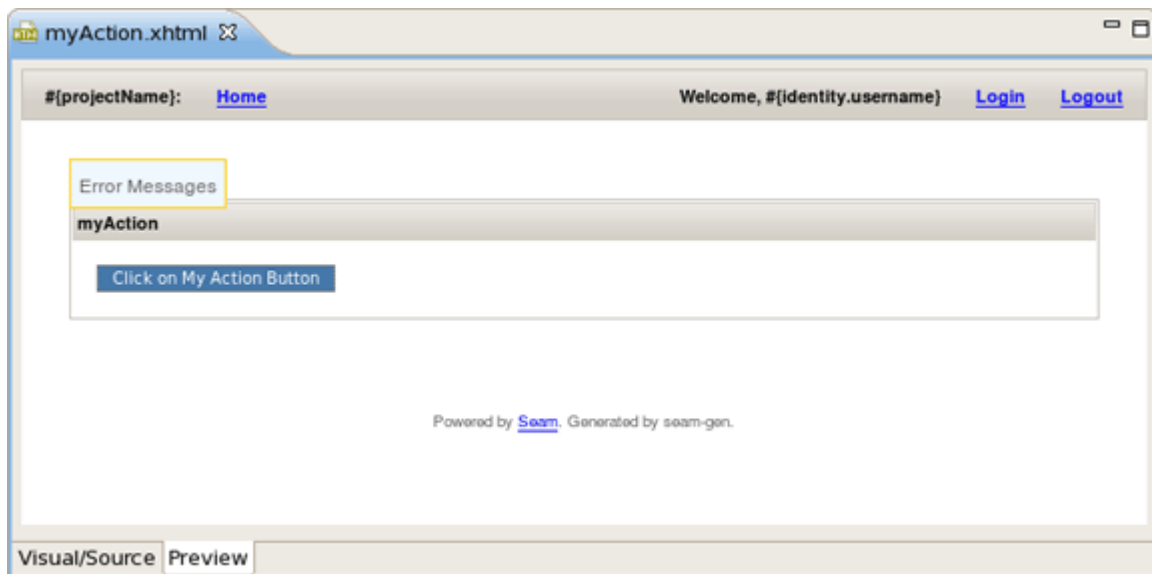 myAction.xhtml
#{projectName}: Home Welcome, #{identity.username} Login Logout
Error Messages
myAction
Click on My Action Button
Powered by Seam. Generated by seam-gen.
Visual/Source Preview